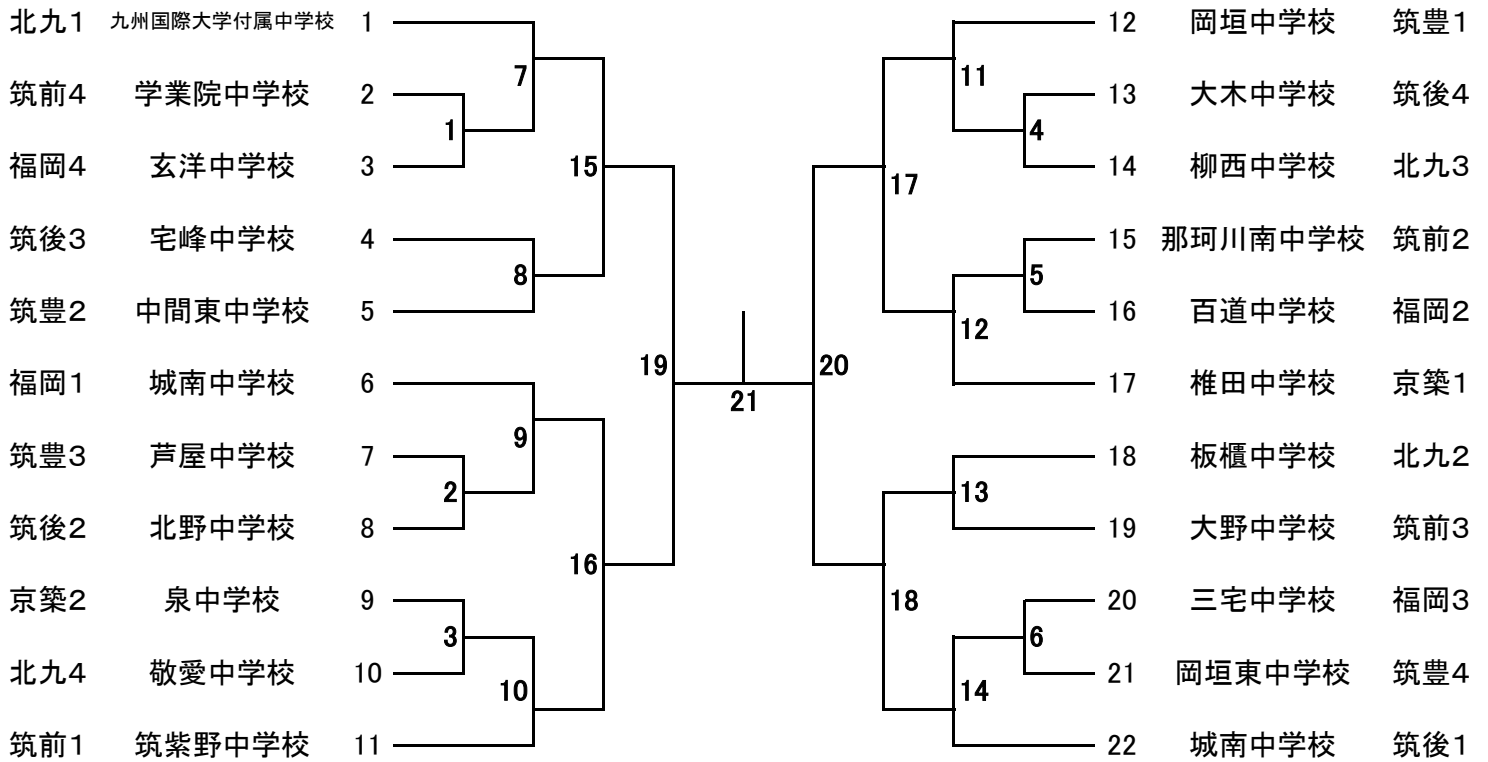 北九１ 九州国際大学付属中学校 1
筑前４ 学業院中学校 2
福岡４ 玄洋中学校 3
筑後３ 宅峰中学校 4
筑豊２ 中間東中学校 5
福岡１ 城南中学校 6
筑豊３ 芦屋中学校 7
筑後２ 北野中学校 8
京築２ 泉中学校 9
北九４ 敬愛中学校 10
筑前１ 筑紫野中学校 11
7
1
15
8
19
9
2
16
3
10
21
20
11
4
17
5
12
13
18
6
14
12 岡垣中学校 筑豊１
13 大木中学校 筑後４
14 柳西中学校 北九３
15 那珂川南中学校 筑前２
16 百道中学校 福岡２
17 椎田中学校 京築１
18 板櫃中学校 北九２
19 大野中学校 筑前３
20 三宅中学校 福岡３
21 岡垣東中学校 筑豊４
22 城南中学校 筑後１